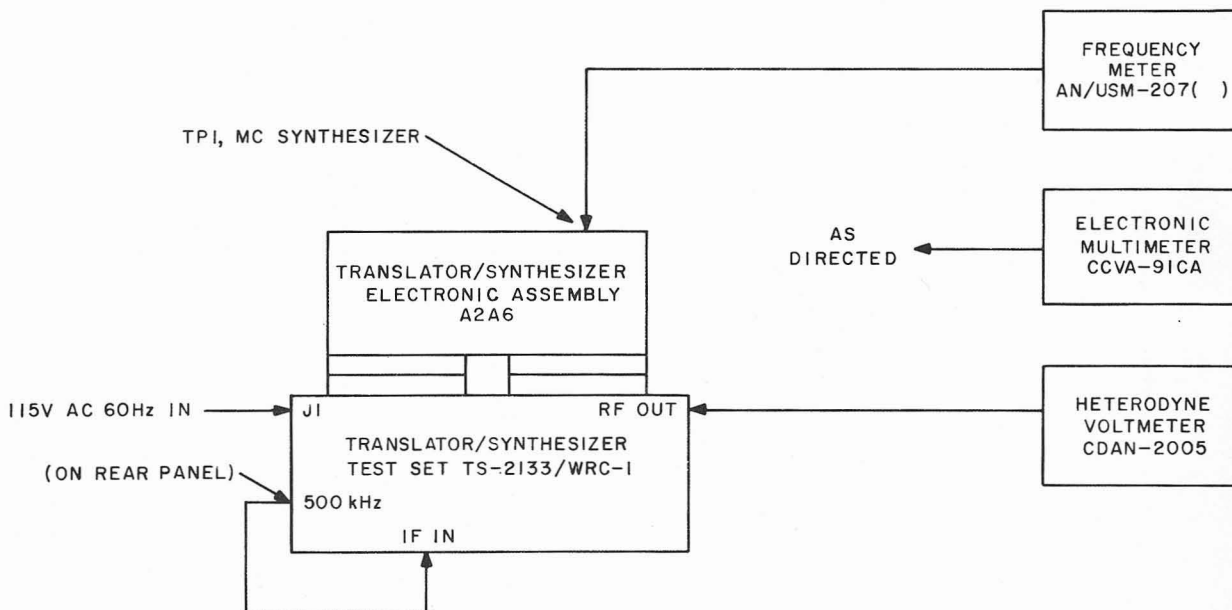 FREQUENCY
METER
AN/USM-207( )
TP1, MC SYNTHESIZER
AS
DIRECTED
ELECTRONIC
MULTIMETER
CCVA-91CA
TRANSLATOR/SYNTHESIZER
ELECTRONIC ASSEMBLY
A2A6
115V AC 60Hz IN
J1
RF OUT
HETERODYNE
VOLTMETER
CDAN-2005
TRANSLATOR/SYNTHESIZER
TEST SET TS-2133/WRC-1
(ON REAR PANEL)
500 kHz
IF IN